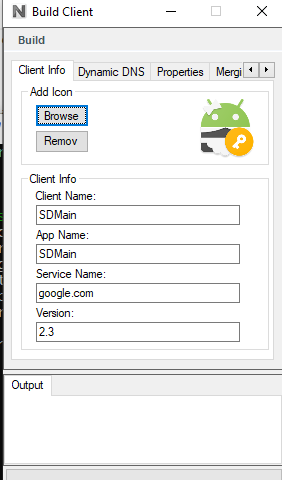 Build Client
Build
Client Info
Dynamic DNS
Properties
Mergi
Add Icon
Browse
Remov
Client Info
Client Name:
SDMain
App Name:
SDMain
Service Name:
google.com
Version:
2.3
Output